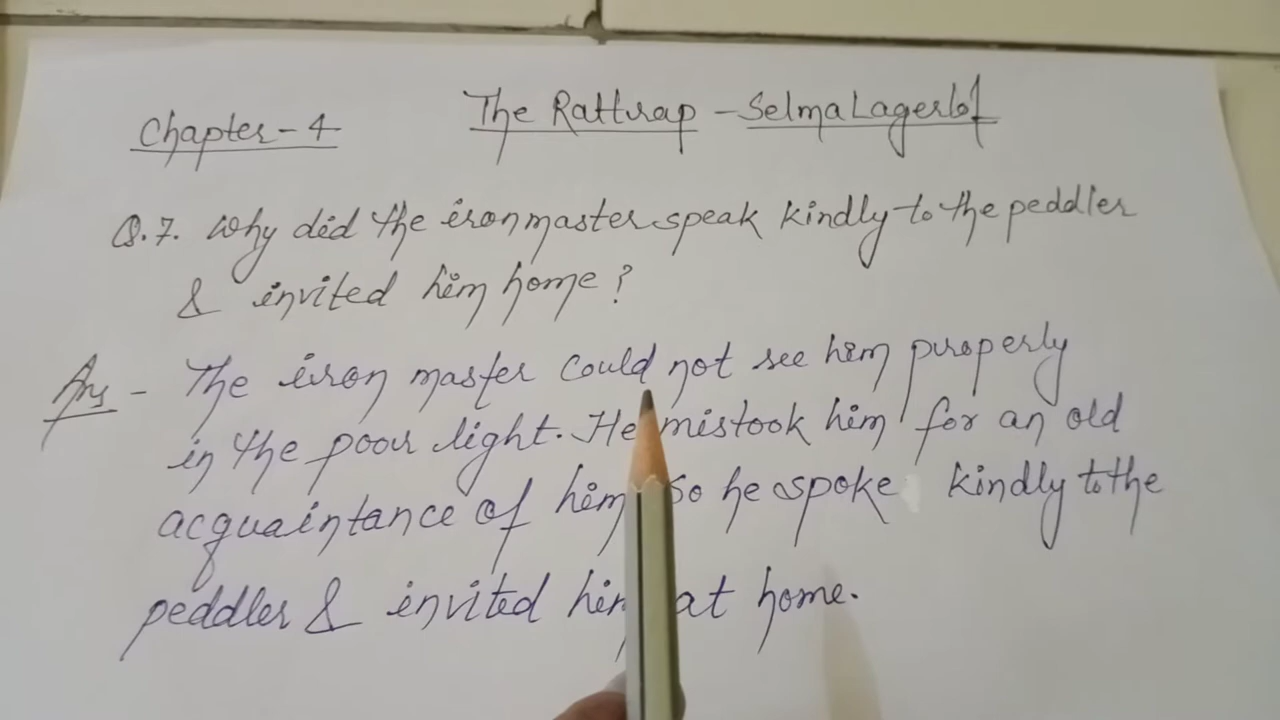 Chapter-4 The Rattrap - Selma Lagerlof
Q.7. Why did the ironmaster speak kindly to the peddler
& invited him home?
Ans - The iron master could not see him properly
in the poor light. He mistook him for an old
acquaintance of him so he spoke kindly to the
peddler & invited him at home.